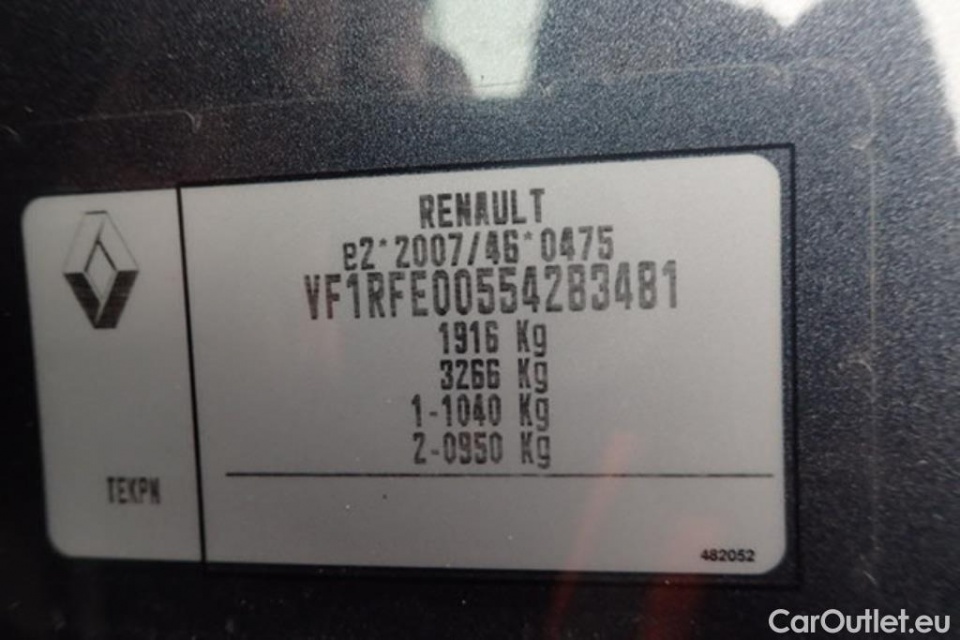 RENAULT
e2*2007/46*0475
VF1RFE00554283481
1916 Kg
3266 Kg
1-1040 Kg
2-0950 Kg
TEKPN
482052
CarOutlet.eu